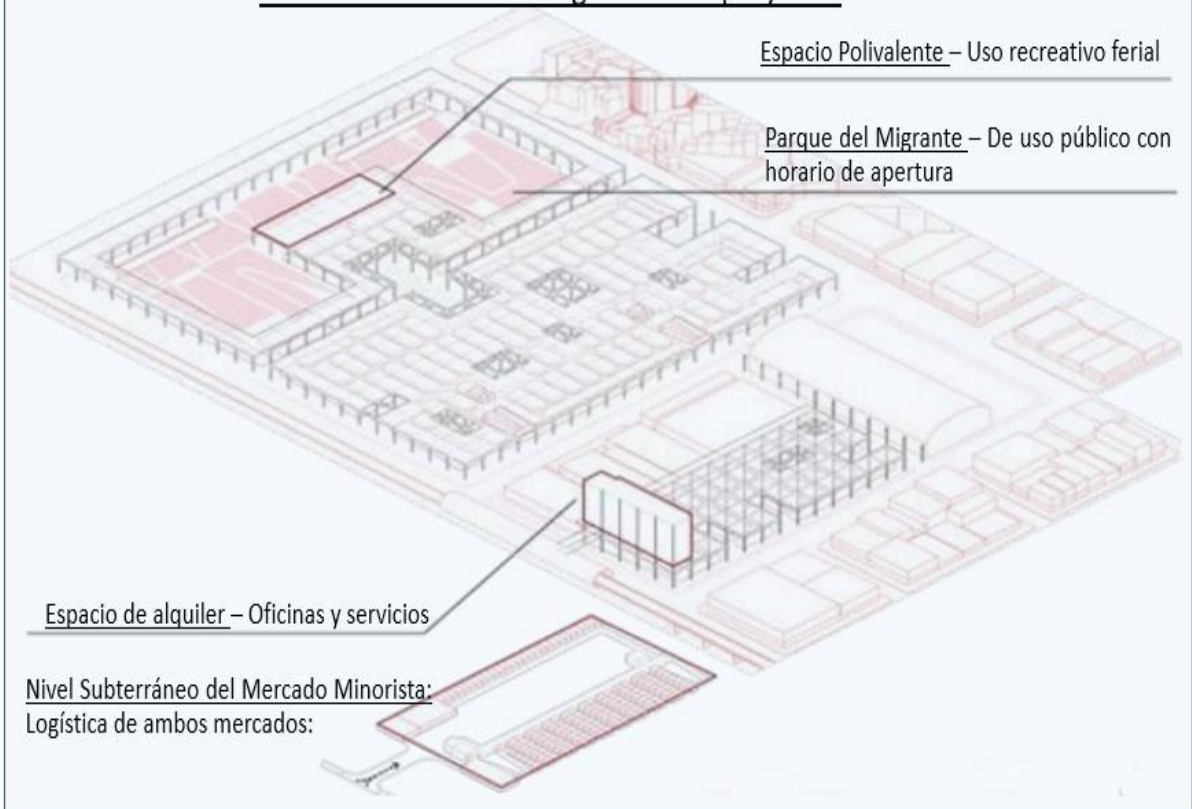 Espacio Polivalente – Uso recreativo ferial
Parque del Migrante – De uso público con
horario de apertura
Espacio de alquiler – Oficinas y servicios
Nivel Subterráneo del Mercado Minorista:
Logística de ambos mercados: